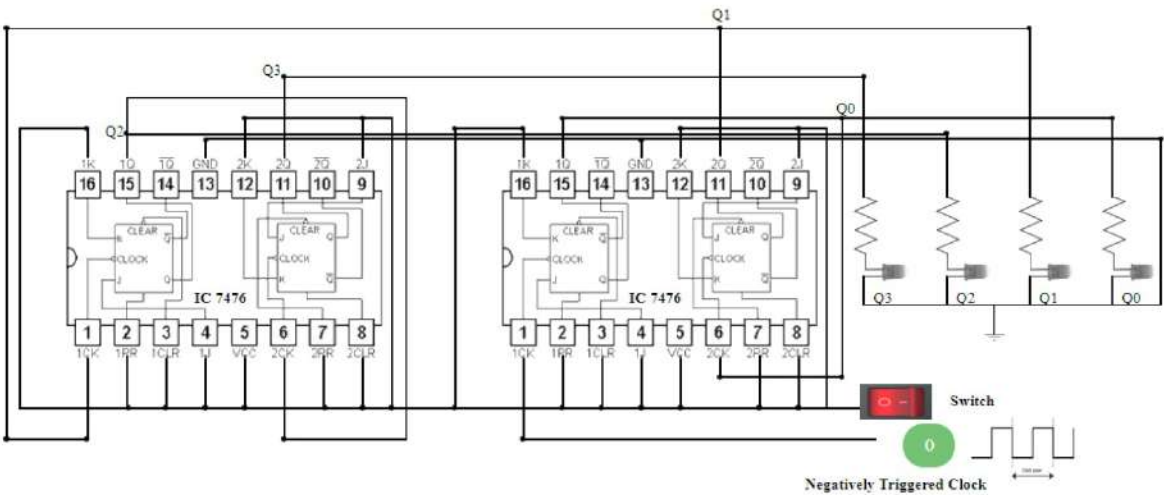 Q1
Q3
Q0
Q2
1K 1Q 1Q GND 2K 2Q 2Q 2J
1K 1Q 1Q GND 2K 2Q 2Q 2J
16 15 14 13 12 11 10 9
16 15 14 13 12 11 10 9
CLEAR
K Q
CLOCK
J Q
CLEAR
J Q
CLOCK
K Q
CLEAR
K Q
CLOCK
J Q
CLEAR
J Q
CLOCK
K Q
IC 7476
IC 7476
Q3 Q2 Q1 Q0
1 2 3 4 5 6 7 8
1 2 3 4 5 6 7 8
1CK 1PR 1CLR 1J VCC 2CK 2PR 2CLR
1CK 1PR 1CLR 1J VCC 2CK 2PR 2CLR
Switch
0
Negatively Triggered Clock